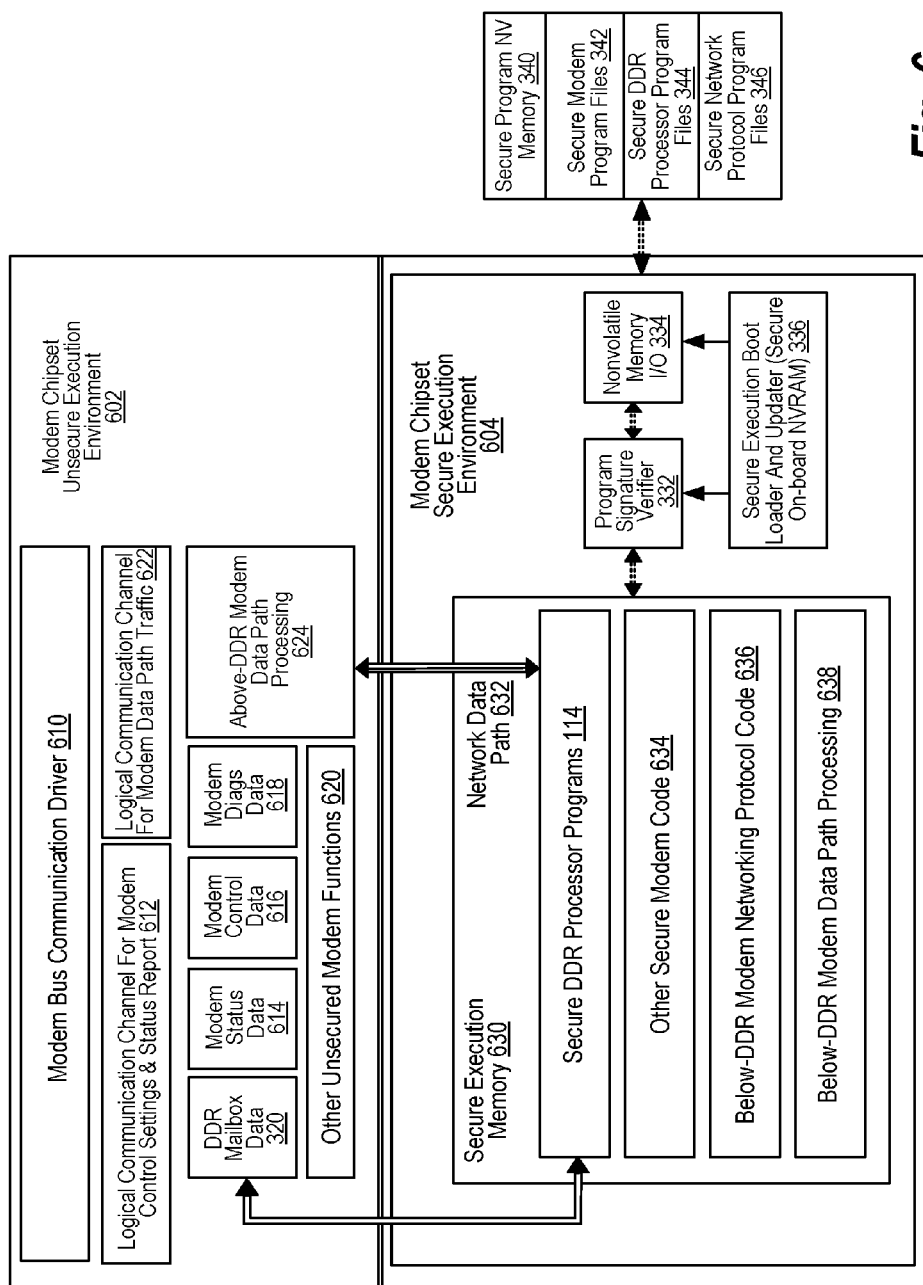 Modem Chipset
Unsecure Execution
Environment
602
Modem Bus Communication Driver 610
Logical Communication Channel For Modem
Control Settings & Status Report 612
Logical Communication Channel
For Modem Data Path Traffic 622
DDR
Mailbox
Data
320
Modem
Status
Data
614
Modem
Control
Data
616
Modem
Diags
Data
618
Above-DDR Modem
Data Path
Processing
624
Other Unsecured Modem Functions 620
Modem Chipset
Secure Execution
Environment
604
Secure Execution
Memory 630
Network Data
Path 632
Secure DDR Processor Programs 114
Other Secure Modem Code 634
Below-DDR Modem Networking Protocol Code 636
Below-DDR Modem Data Path Processing 638
Program
Signature
Verifier
332
Nonvolatile
Memory
I/O 334
Secure Execution Boot
Loader And Updater (Secure
On-board NVRAM) 336
Secure Program NV
Memory 340
Secure Modem
Program Files 342
Secure DDR
Processor Program
Files 344
Secure Network
Protocol Program
Files 346
Fig.